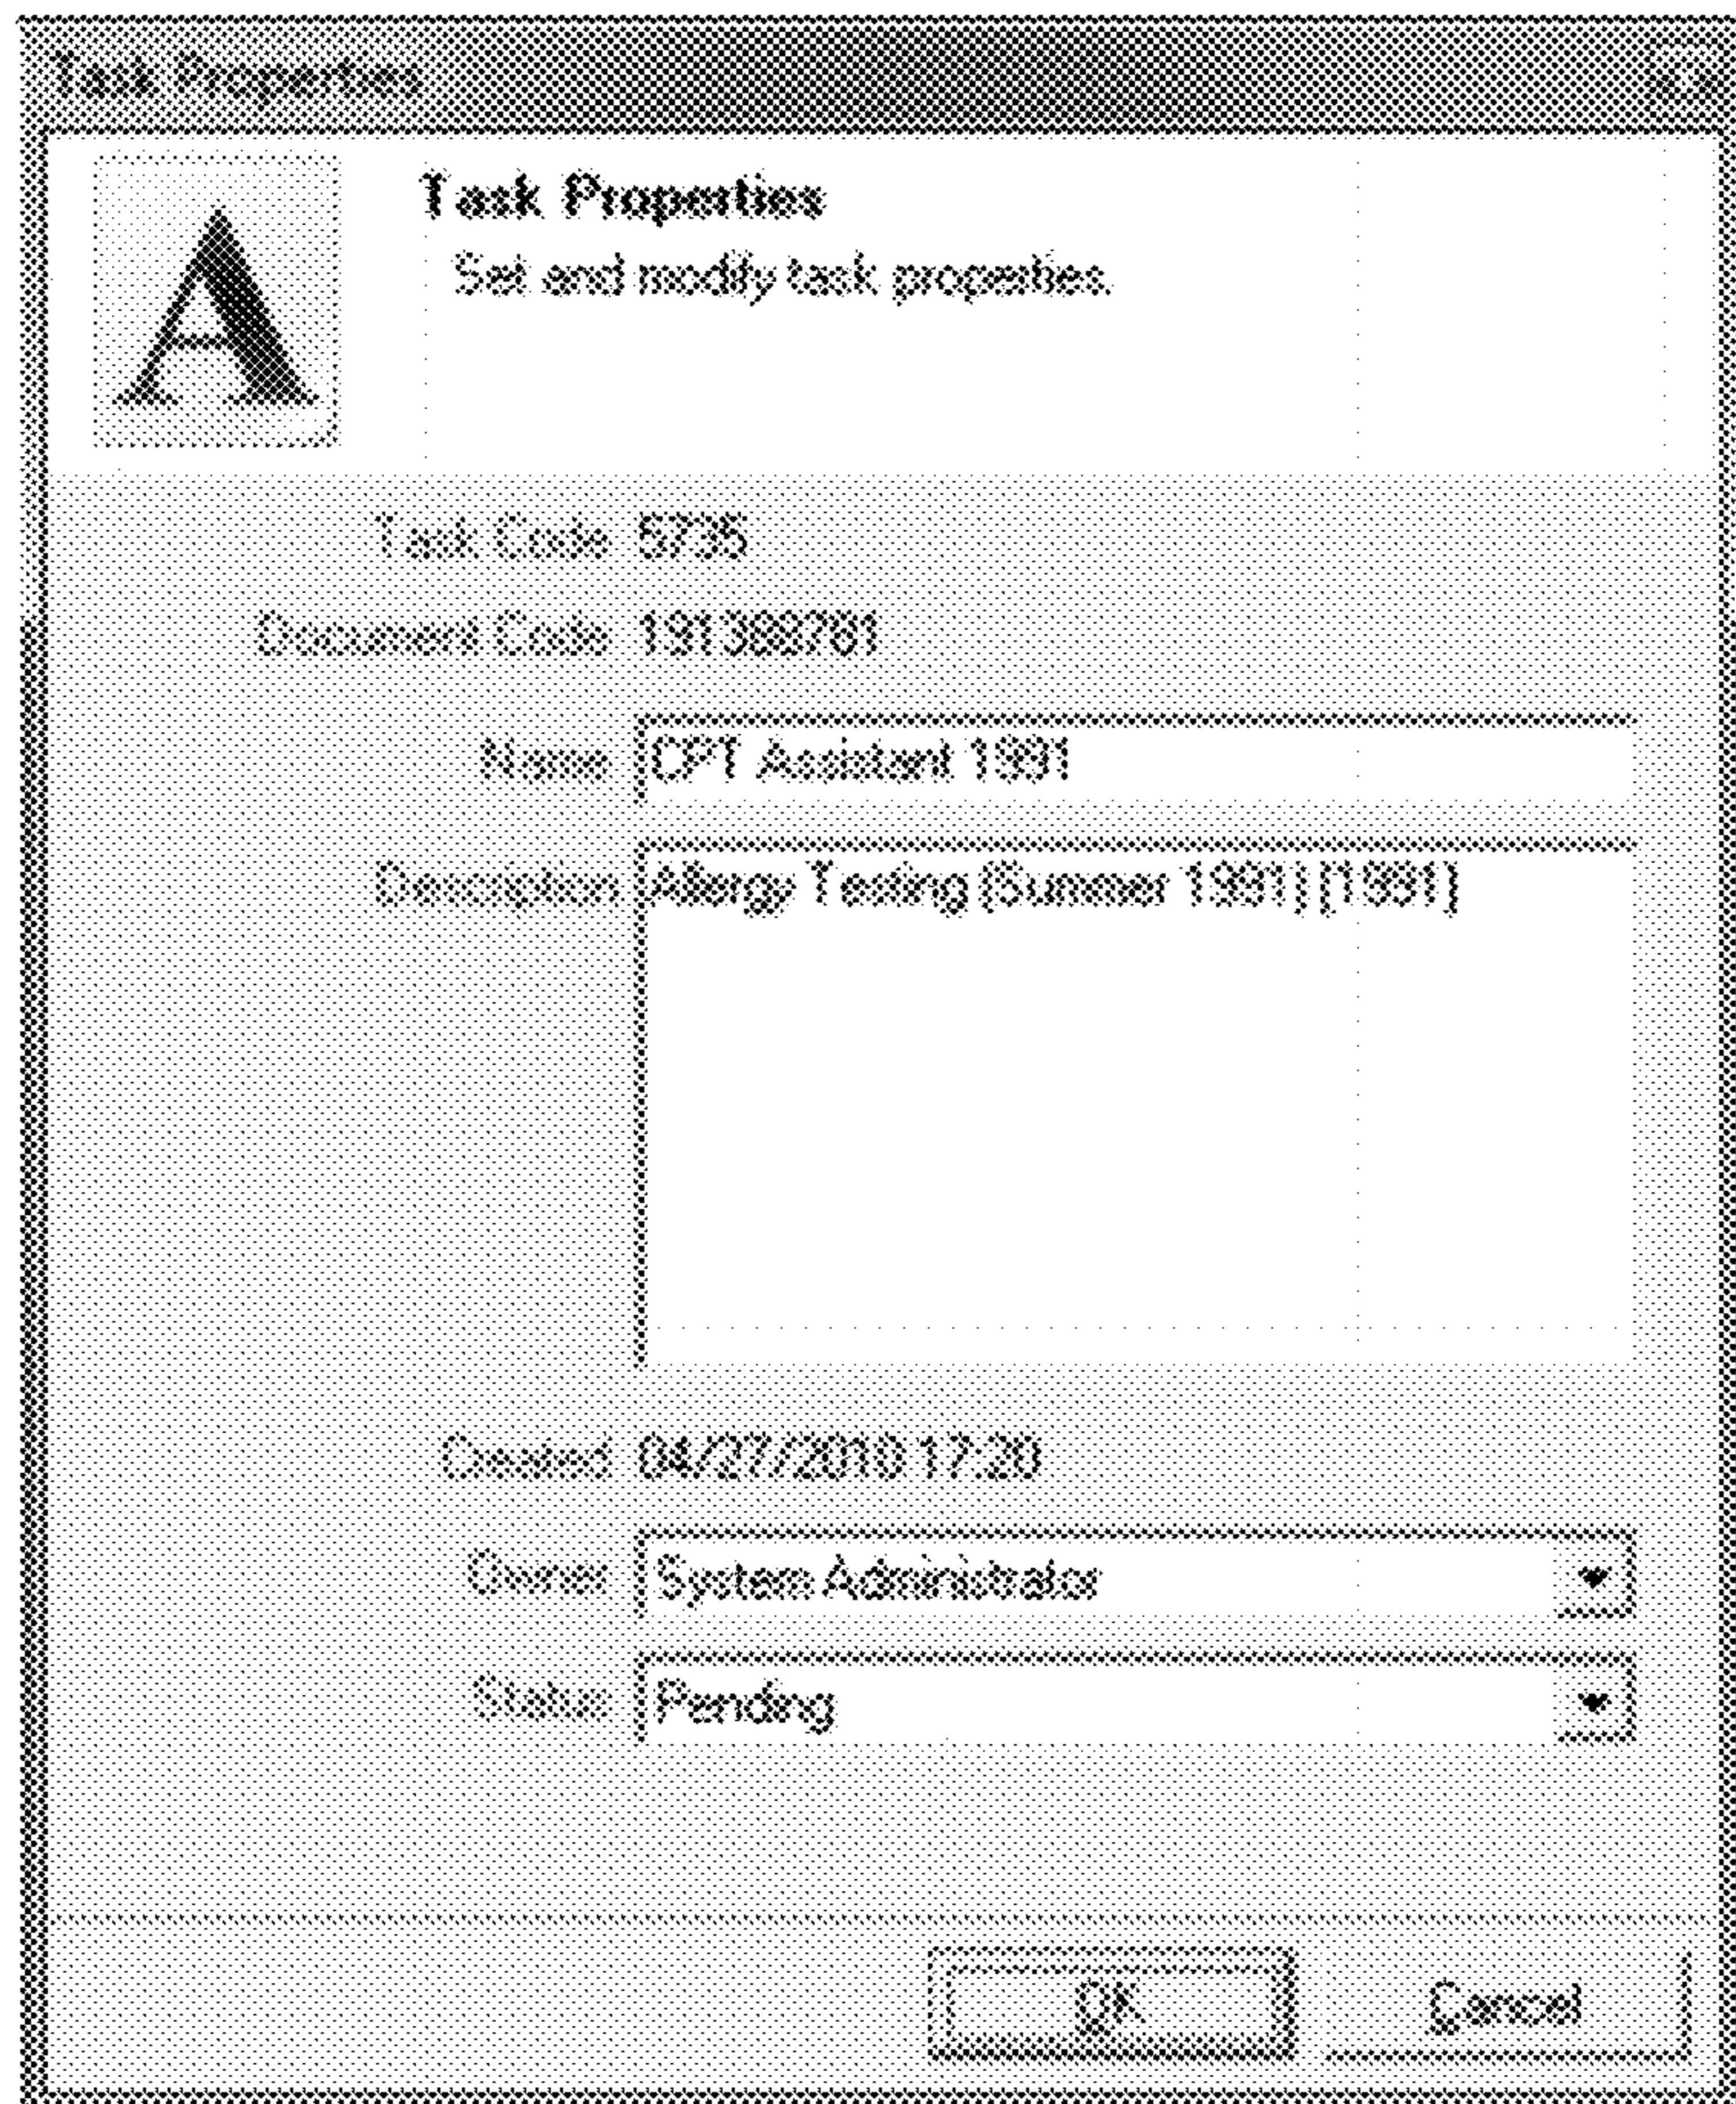 Task Properties
A
Task Properties
Set and modify task properties
Task Code 5735
Document Code 191388781
Name CPT Assistant 1991
Description Allergy Testing (Summer 1991) [1991]
Created 04/27/2010 17:20
Owner System Administrator
Status Pending
OK Cancel